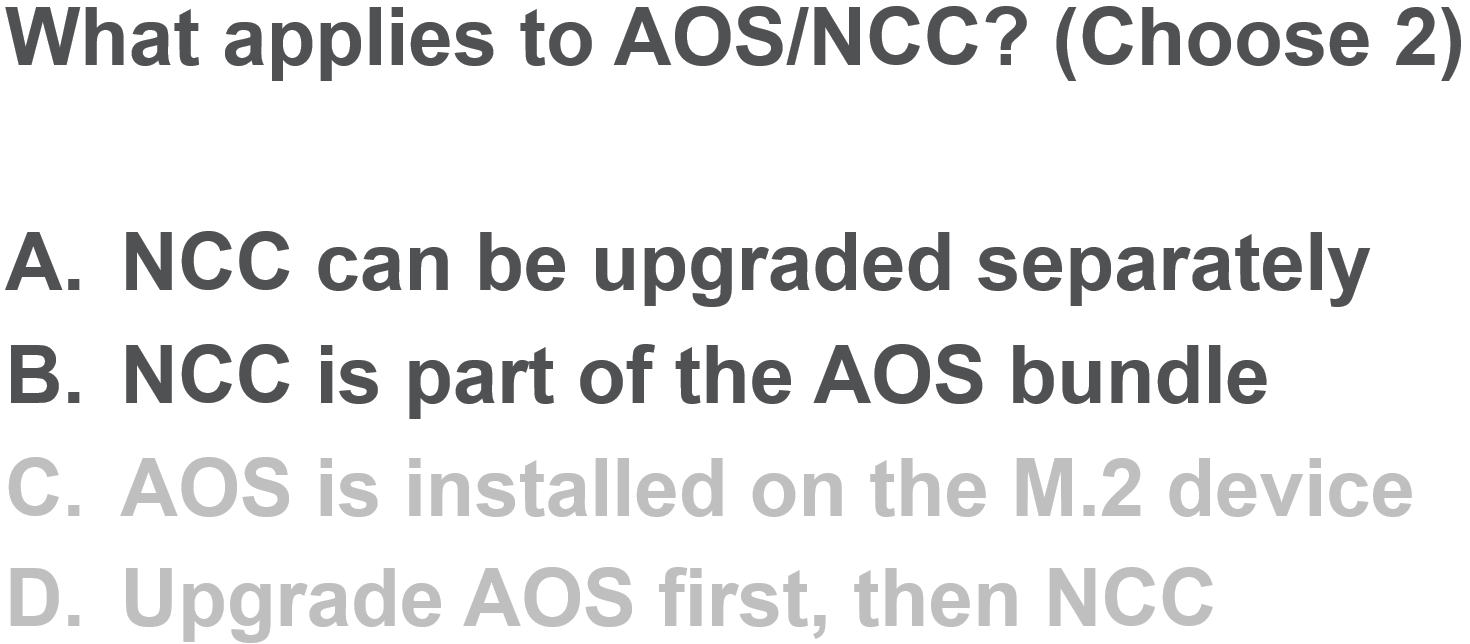 What applies to AOS/NCC? (Choose 2)
A. NCC can be upgraded separately
B. NCC is part of the AOS bundle
C. AOS is installed on the M.2 device
D. Upgrade AOS first, then NCC